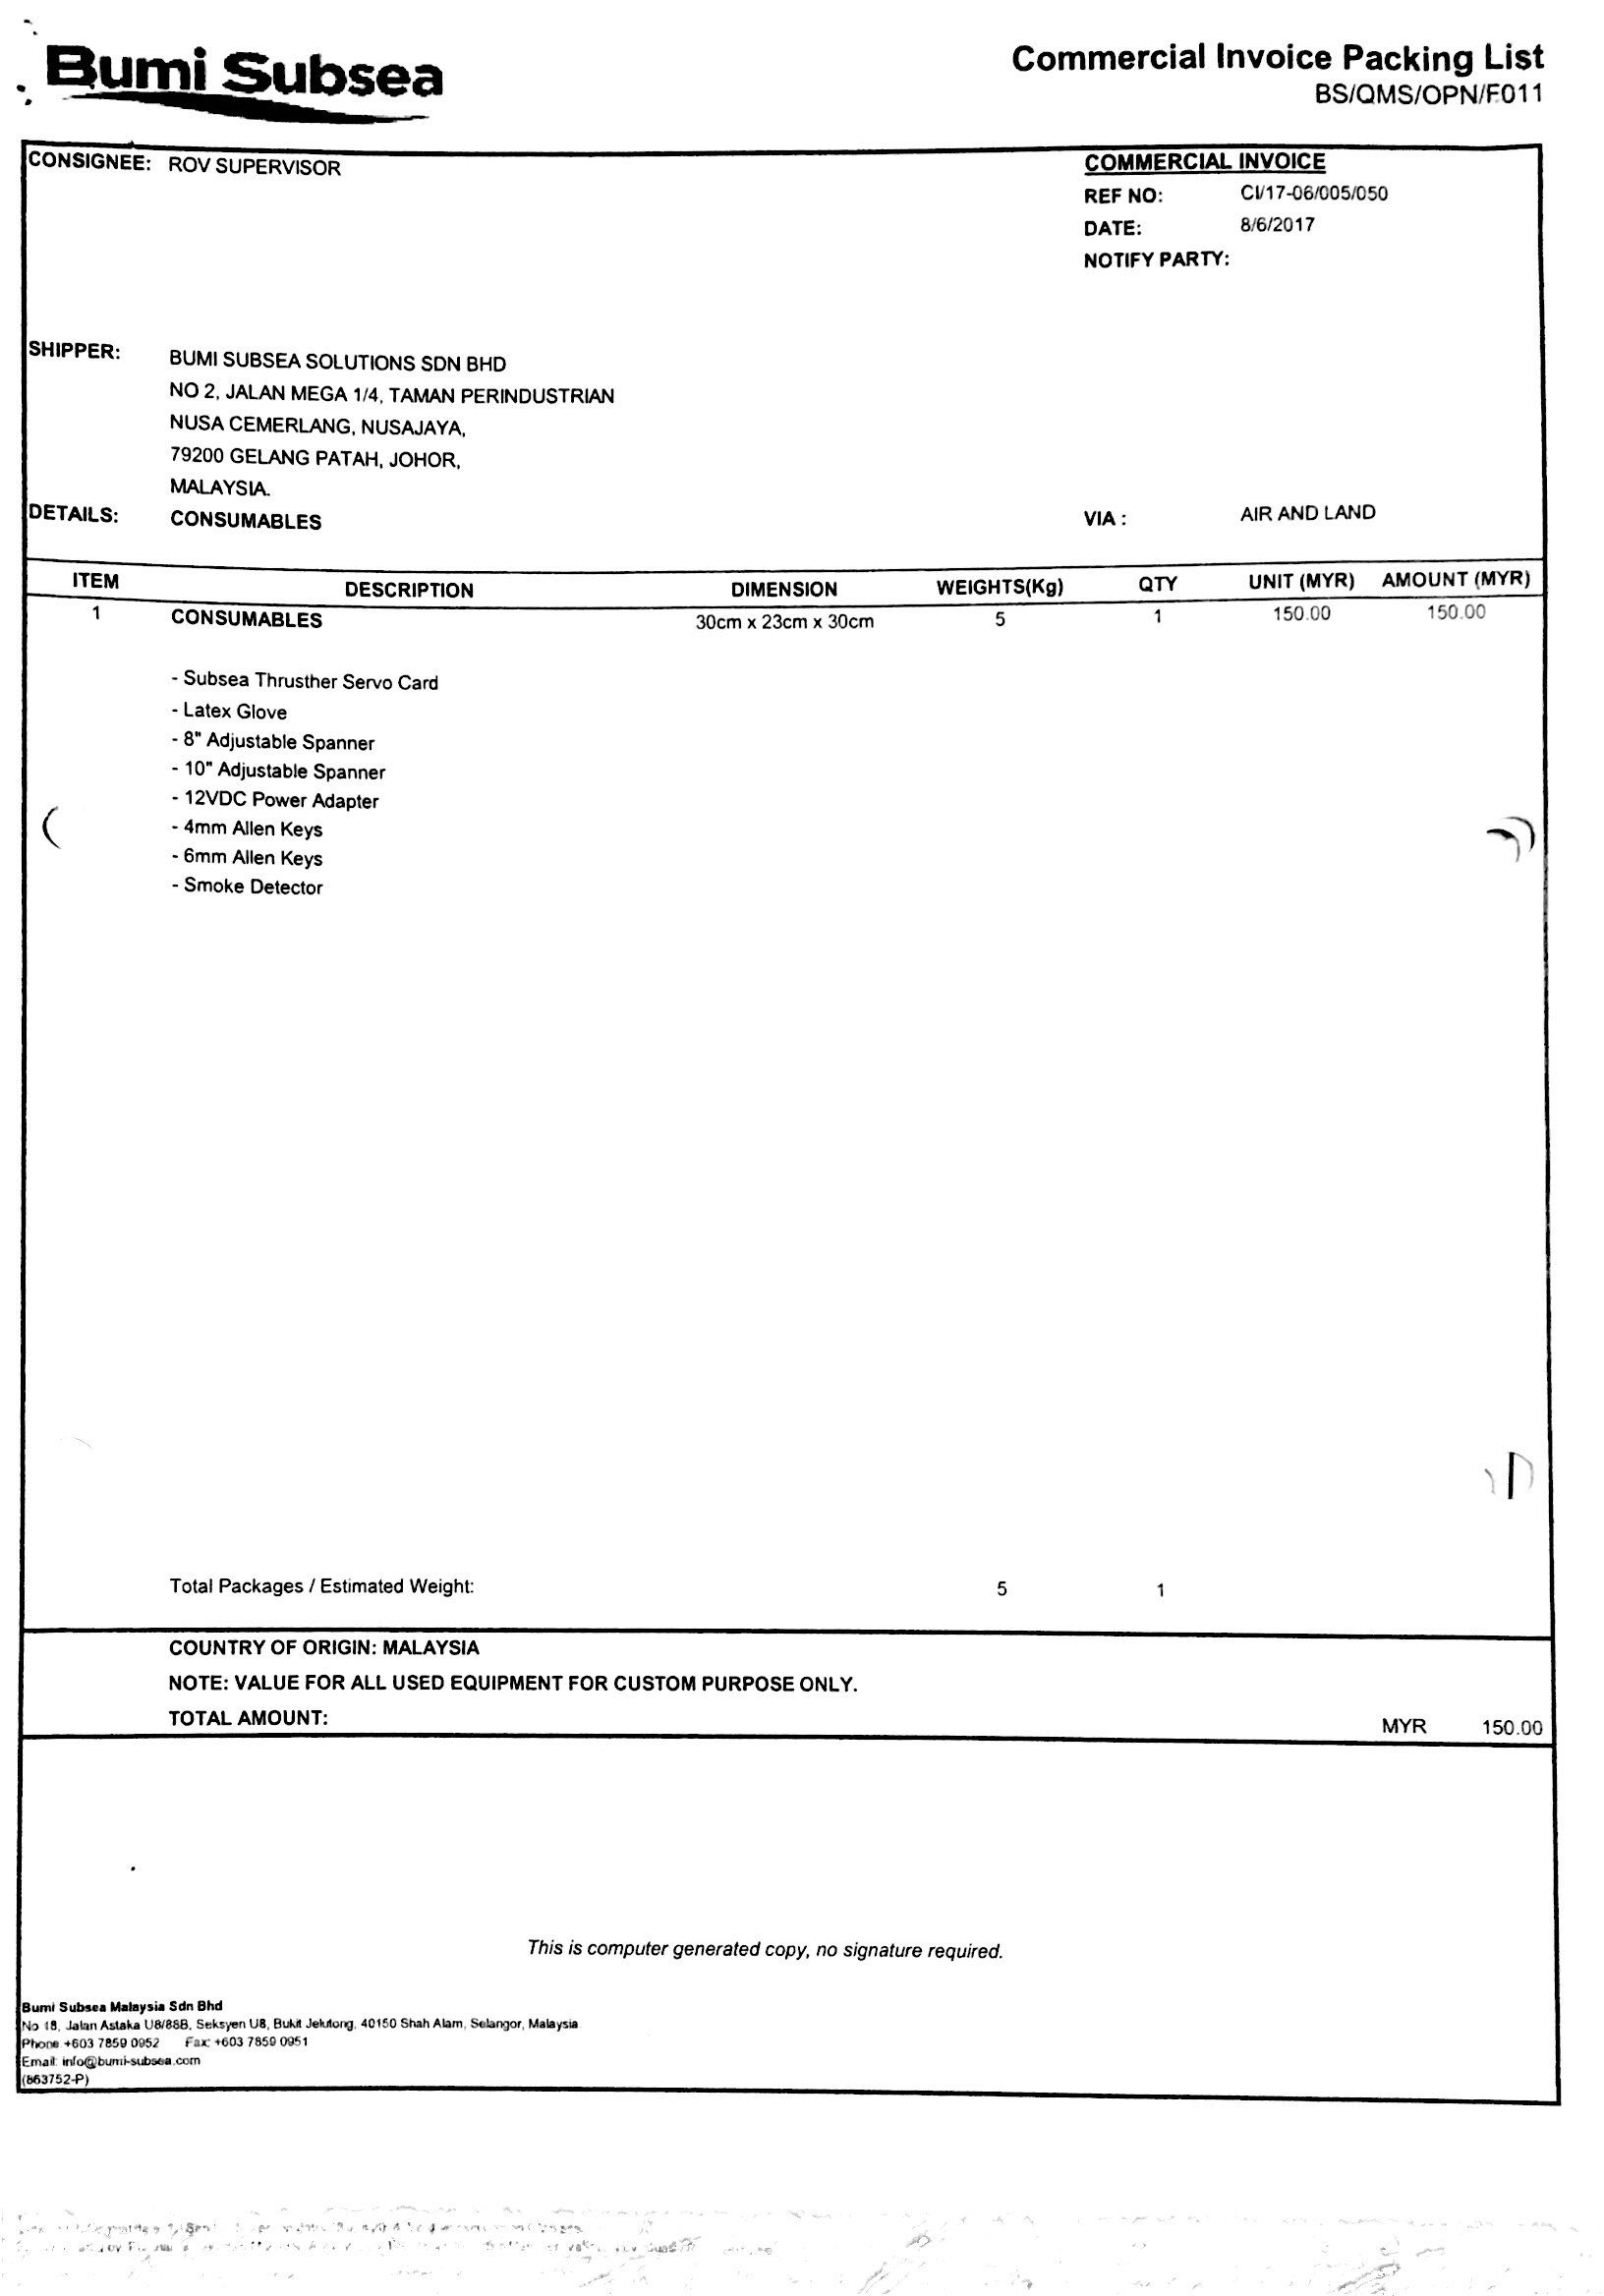 Bumi Subsea
Commercial Invoice Packing List
BS/QMS/OPN/F011
CONSIGNEE: ROV SUPERVISOR
COMMERCIAL INVOICE
REF NO: CI/17-06/005/050
DATE: 8/6/2017
NOTIFY PARTY:
SHIPPER: BUMI SUBSEA SOLUTIONS SDN BHD
NO 2, JALAN MEGA 1/4, TAMAN PERINDUSTRIAN
NUSA CEMERLANG, NUSAJAYA,
79200 GELANG PATAH, JOHOR,
MALAYSIA.
DETAILS: CONSUMABLES VIA : AIR AND LAND
ITEM DESCRIPTION DIMENSION WEIGHTS(Kg) QTY UNIT (MYR) AMOUNT (MYR)
1 CONSUMABLES 30cm x 23cm x 30cm 5 1 150.00 150.00
- Subsea Thrusther Servo Card
- Latex Glove
- 8" Adjustable Spanner
- 10" Adjustable Spanner
- 12VDC Power Adapter
- 4mm Allen Keys
- 6mm Allen Keys
- Smoke Detector
Total Packages / Estimated Weight: 5 1
COUNTRY OF ORIGIN: MALAYSIA
NOTE: VALUE FOR ALL USED EQUIPMENT FOR CUSTOM PURPOSE ONLY.
TOTAL AMOUNT: MYR 150.00
This is computer generated copy, no signature required.
Bumi Subsea Malaysia Sdn Bhd
No 18, Jalan Astaka U8/88B, Seksyen U8, Bukit Jelutong, 40150 Shah Alam, Selangor, Malaysia
Phone +603 7859 0952 Fax: +603 7859 0951
Email: info@bumi-subsea.com
(863752-P)